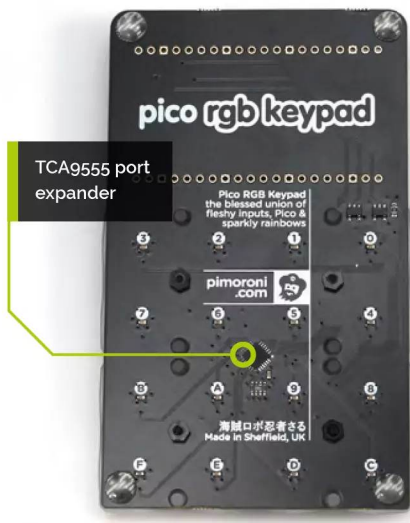 pico rgb keypad
TCA9555 port
expander
Pico RGB Keypad
the blessed union of
fleshy inputs, Pico &
sparkly rainbows
3 2 1 0
pimoroni
.com
7 6 5 4
B A 9 8
海賊ロボ忍者さる
Made in Sheffield, UK
F E D C